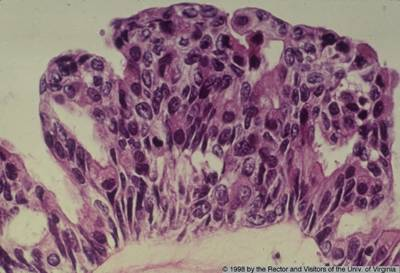 © 1998 by the Rector and Visitors of the Univ. of Virginia